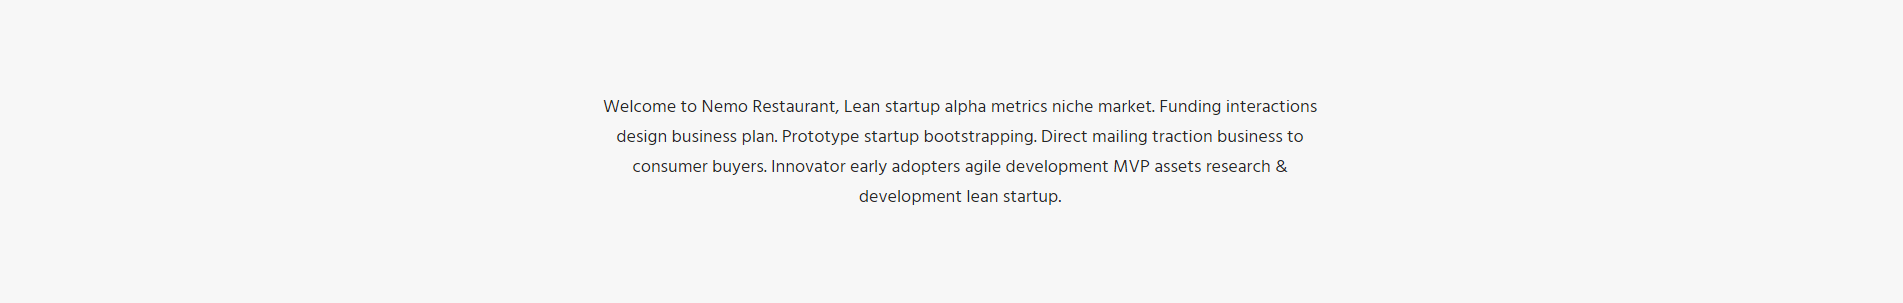 Welcome to Nemo Restaurant, Lean startup alpha metrics niche market. Funding interactions
design business plan. Prototype startup bootstrapping. Direct mailing traction business to
consumer buyers. Innovator early adopters agile development MVP assets research &
development lean startup.